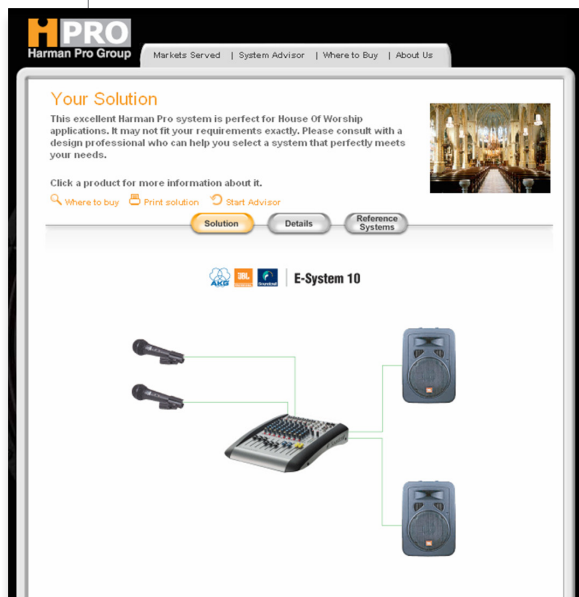 HPRO
Harman Pro Group
Markets Served | System Advisor | Where to Buy | About Us
Your Solution
This excellent Harman Pro system is perfect for House Of Worship
applications. It may not fit your requirements exactly. Please consult with a
design professional who can help you select a system that perfectly meets
your needs.
Click a product for more information about it.
Where to buy Print solution Start Advisor
Solution Details Reference
Systems
AKG JBL Soundcraft | E-System 10